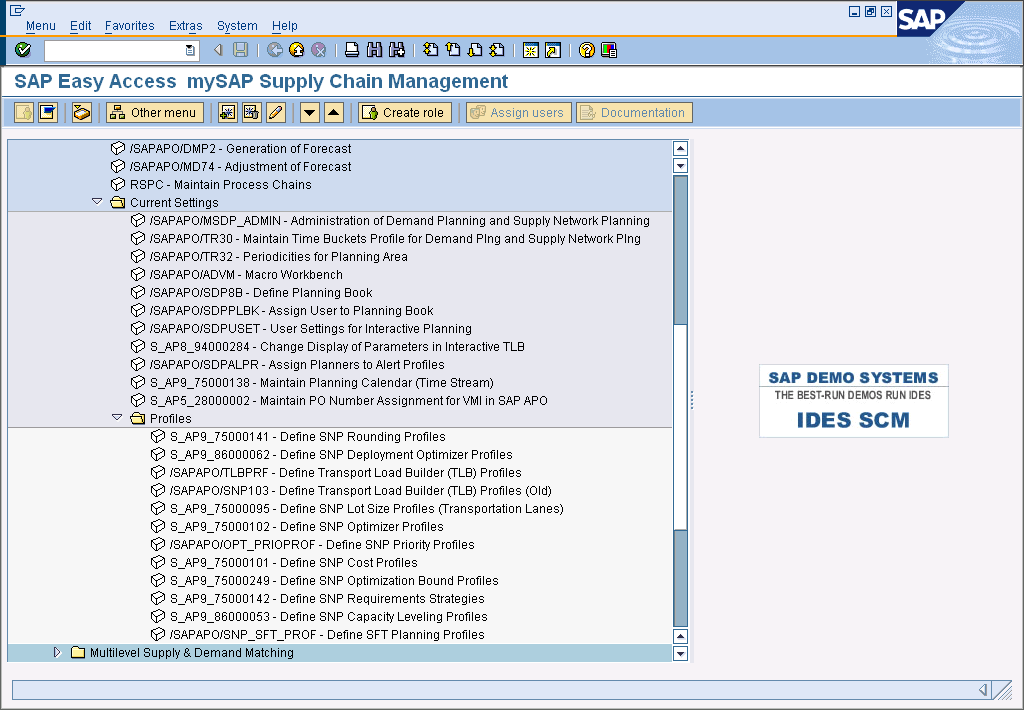 Menu Edit Favorites Extras System Help
SAP
SAP Easy Access mySAP Supply Chain Management
Other menu Create role Assign users Documentation
/SAPAPO/DMP2 - Generation of Forecast
/SAPAPO/MD74 - Adjustment of Forecast
RSPC - Maintain Process Chains
Current Settings
/SAPAPO/MSDP_ADMIN - Administration of Demand Planning and Supply Network Planning
/SAPAPO/TR30 - Maintain Time Buckets Profile for Demand Plng and Supply Network Plng
/SAPAPO/TR32 - Periodicities for Planning Area
/SAPAPO/ADVM - Macro Workbench
/SAPAPO/SDP8B - Define Planning Book
/SAPAPO/SDPPLBK - Assign User to Planning Book
/SAPAPO/SDPUSET - User Settings for Interactive Planning
S_AP8_94000284 - Change Display of Parameters in Interactive TLB
/SAPAPO/SDPALPR - Assign Planners to Alert Profiles
S_AP9_75000138 - Maintain Planning Calendar (Time Stream)
S_AP5_28000002 - Maintain PO Number Assignment for VMI in SAP APO
Profiles
S_AP9_75000141 - Define SNP Rounding Profiles
S_AP9_86000062 - Define SNP Deployment Optimizer Profiles
/SAPAPO/TLBPRF - Define Transport Load Builder (TLB) Profiles
/SAPAPO/SNP103 - Define Transport Load Builder (TLB) Profiles (Old)
S_AP9_75000095 - Define SNP Lot Size Profiles (Transportation Lanes)
S_AP9_75000102 - Define SNP Optimizer Profiles
/SAPAPO/OPT_PRIOPROF - Define SNP Priority Profiles
S_AP9_75000101 - Define SNP Cost Profiles
S_AP9_75000249 - Define SNP Optimization Bound Profiles
S_AP9_75000142 - Define SNP Requirements Strategies
S_AP9_86000053 - Define SNP Capacity Leveling Profiles
/SAPAPO/SNP_SFT_PROF - Define SFT Planning Profiles
Multilevel Supply & Demand Matching
SAP DEMO SYSTEMS
THE BEST-RUN DEMOS RUN IDES
IDES SCM